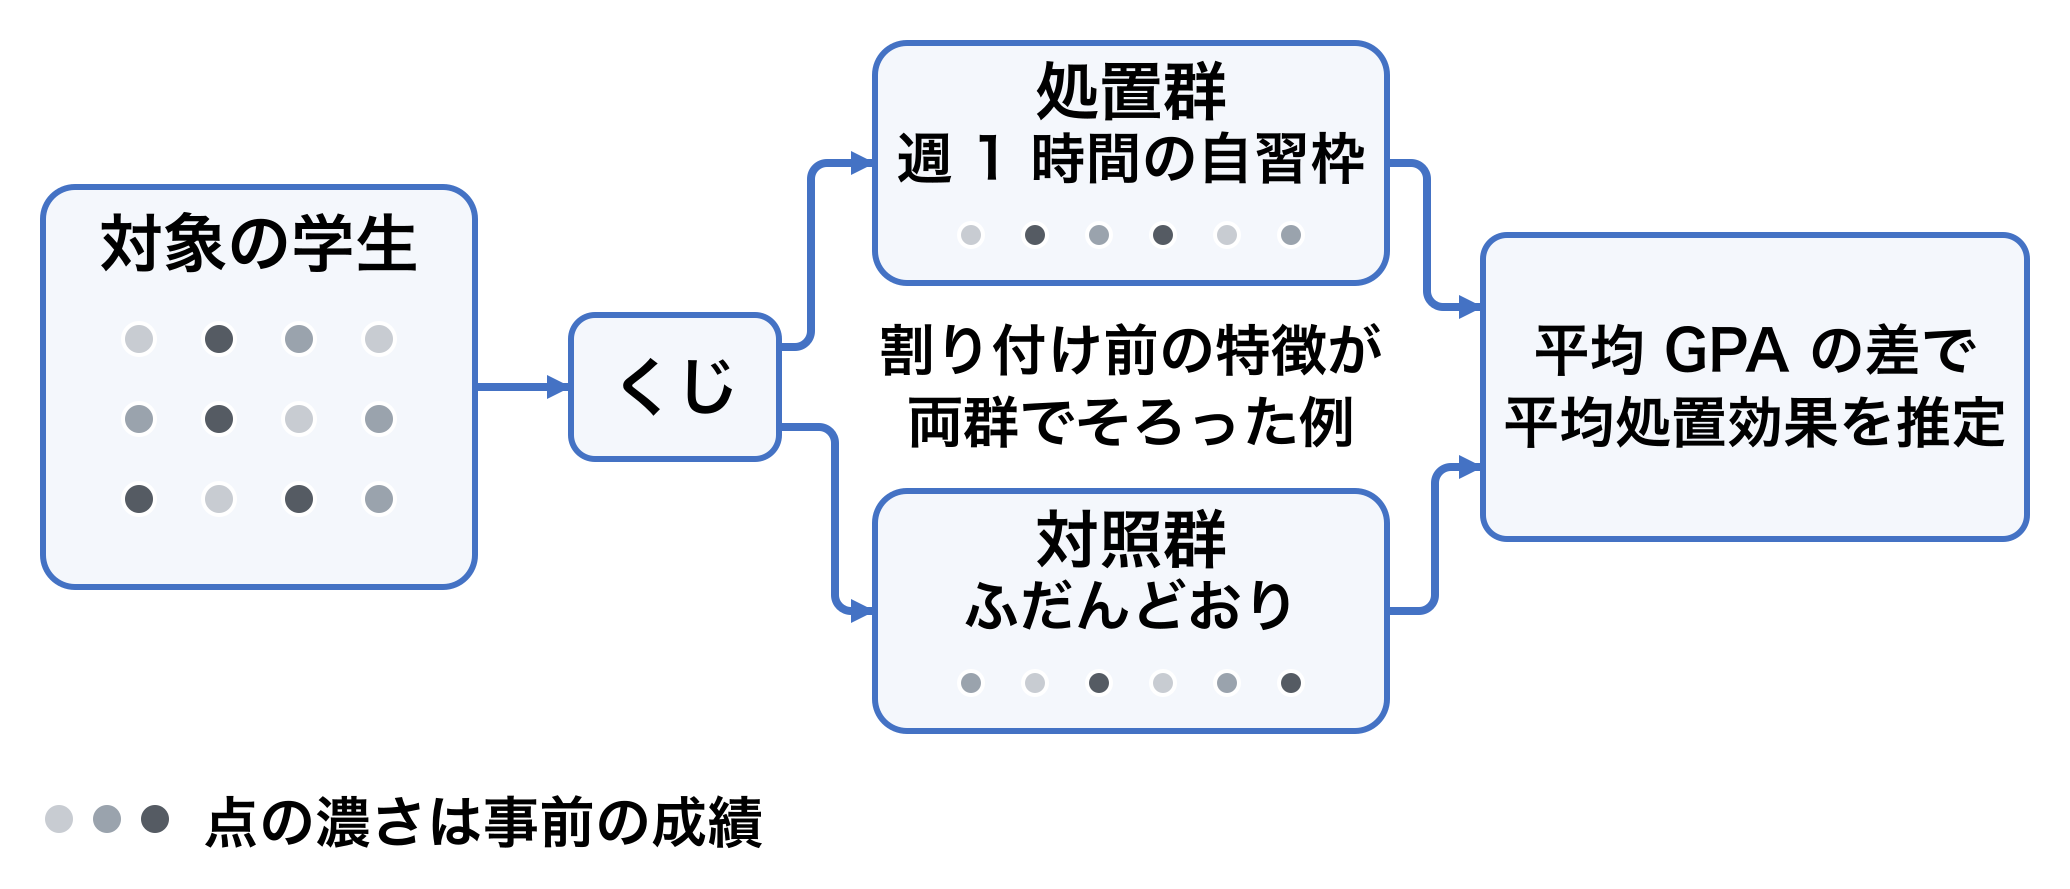 対象の学生
くじ
処置群
週 1 時間の自習枠
割り付け前の特徴が
両群でそろった例
対照群
ふだんどおり
平均 GPA の差で
平均処置効果を推定
点の濃さは事前の成績